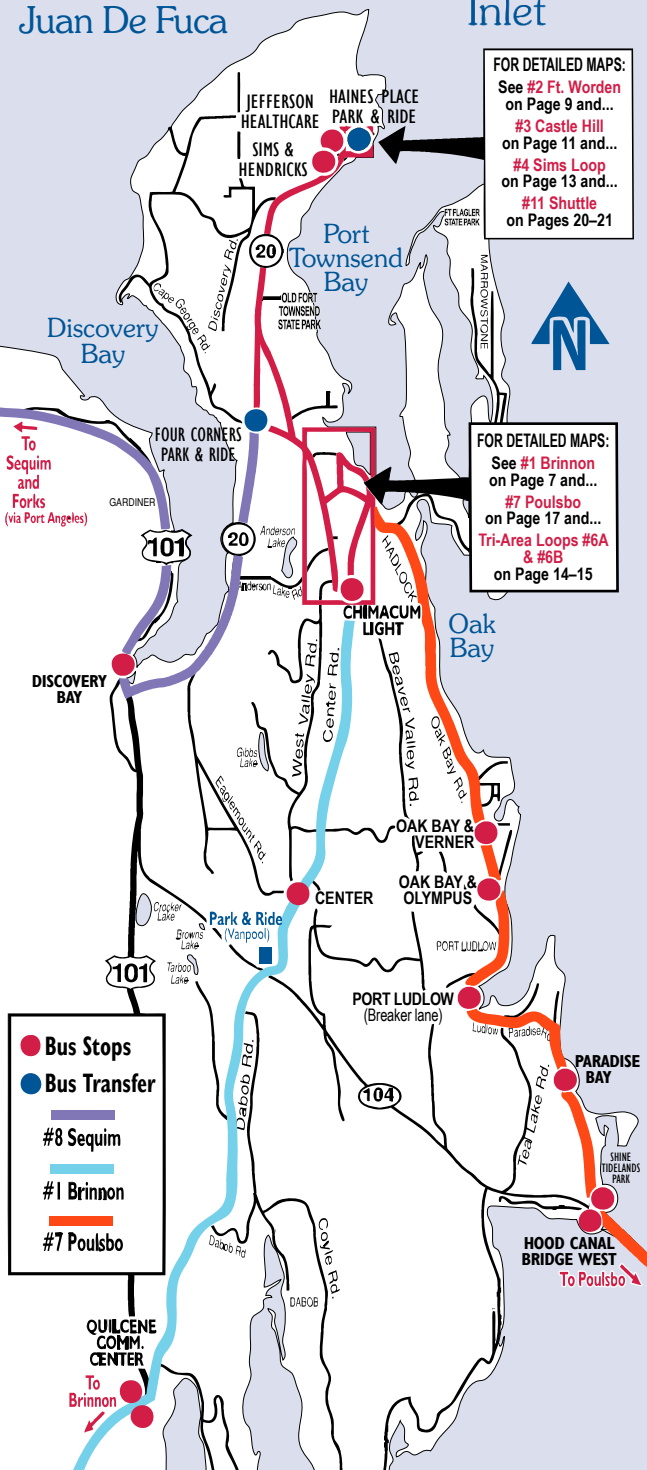 Juan De Fuca
Inlet
FOR DETAILED MAPS:
See #2 Ft. Worden
on Page 9 and...
#3 Castle Hill
on Page 11 and...
#4 Sims Loop
on Page 13 and...
#11 Shuttle
on Pages 20–21
JEFFERSON
HEALTHCARE
HAINES PLACE
PARK & RIDE
SIMS &
HENDRICKS
FT FLAGLER
STATE PARK
20
Port
Townsend
Bay
Discovery Rd.
MARROWSTONE
Cape George Rd.
OLD FORT
TOWNSEND
STATE PARK
N
Discovery
Bay
FOUR CORNERS
PARK & RIDE
To
Sequim
and
Forks
(via Port Angeles)
FOR DETAILED MAPS:
See #1 Brinnon
on Page 7 and...
#7 Poulsbo
on Page 17 and...
Tri-Area Loops #6A
& #6B
on Page 14–15
GARDINER
101
20
Anderson
Lake
HADLOCK
Anderson Lake Rd.
CHIMACUM
LIGHT
Oak
Bay
DISCOVERY
BAY
West Valley Rd.
Center Rd.
Beaver Valley Rd.
Oak Bay Rd.
Gibbs
Lake
Eaglemount Rd.
OAK BAY &
VERNER
OAK BAY &
OLYMPUS
CENTER
Crocker
Lake
Park & Ride
(Vanpool)
Browns
Lake
Tarboo
Lake
PORT LUDLOW
101
PORT LUDLOW
(Breaker lane)
Ludlow
Paradise Rd.
Bus Stops
Bus Transfer
#8 Sequim
#1 Brinnon
#7 Poulsbo
Dabob Rd.
104
Teal Lake Rd.
PARADISE
BAY
SHINE
TIDELANDS
PARK
Dabob Rd
Coyle Rd.
DABOB
HOOD CANAL
BRIDGE WEST
To Poulsbo
QUILCENE
COMM.
CENTER
To
Brinnon